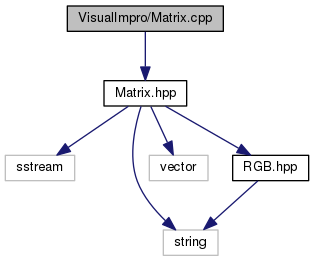 VisualImpro/Matrix.cpp
Matrix.hpp
sstream
vector
RGB.hpp
string